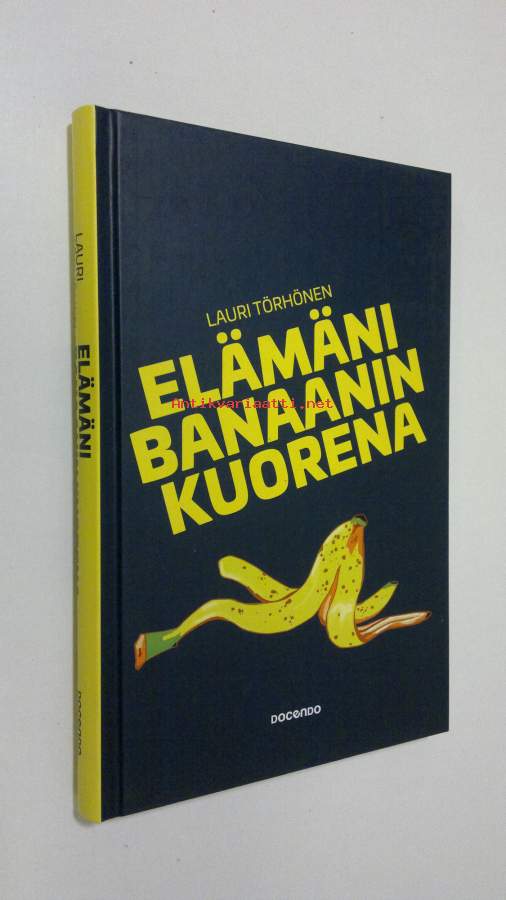 LAURI TÖRHÖNEN
ELÄMÄNI
BANAANIN
KUORENA
Antikvariaatti.net
DOCENDO
LAURI
ELÄMÄNI
DOCENDO